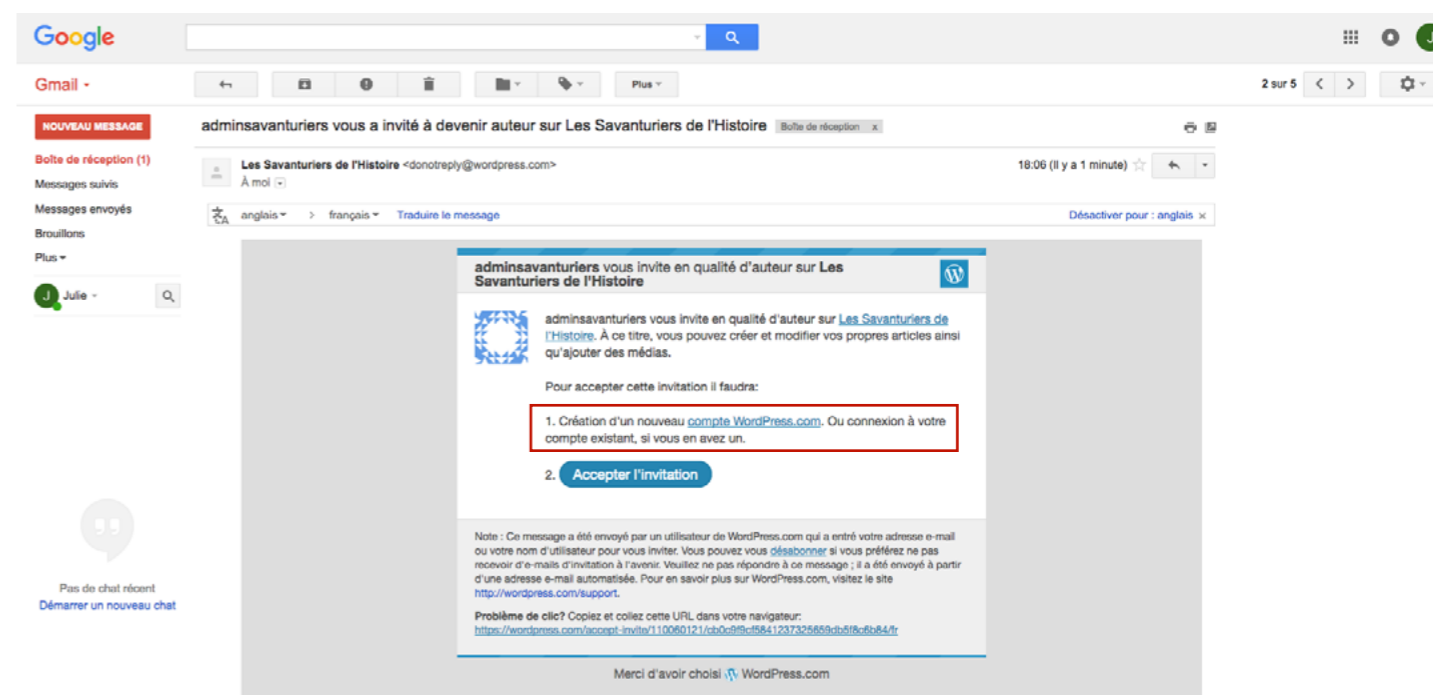 Google
Gmail
Plus
2 sur 5
NOUVEAU MESSAGE
adminsavanturiers vous a invité à devenir auteur sur Les Savanturiers de l'Histoire Boîte de réception x
Boîte de réception (1)
Les Savanturiers de l'Histoire <donotreply@wordpress.com>
18:06 (Il y a 1 minute)
Messages suivis
À moi
Messages envoyés
anglais > français Traduire le message
Désactiver pour : anglais x
Brouillons
Plus
J Julie
adminsavanturiers vous invite en qualité d'auteur sur Les
Savanturiers de l'Histoire
adminsavanturiers vous invite en qualité d'auteur sur Les Savanturiers de
l'Histoire. À ce titre, vous pouvez créer et modifier vos propres articles ainsi
qu'ajouter des médias.
Pour accepter cette invitation il faudra:
1. Création d'un nouveau compte WordPress.com. Ou connexion à votre
compte existant, si vous en avez un.
2. Accepter l'invitation
Note : Ce message a été envoyé par un utilisateur de WordPress.com qui a entré votre adresse e-mail
ou votre nom d'utilisateur pour vous inviter. Vous pouvez vous désabonner si vous préférez ne pas
recevoir d'e-mails d'invitation à l'avenir. Veuillez ne pas répondre à ce message ; il a été envoyé à partir
d'une adresse e-mail automatisée. Pour en savoir plus sur WordPress.com, visitez le site
http://wordpress.com/support.
Problème de clic? Copiez et collez cette URL dans votre navigateur:
Pas de chat récent
Démarrer un nouveau chat
Merci d'avoir choisi WordPress.com